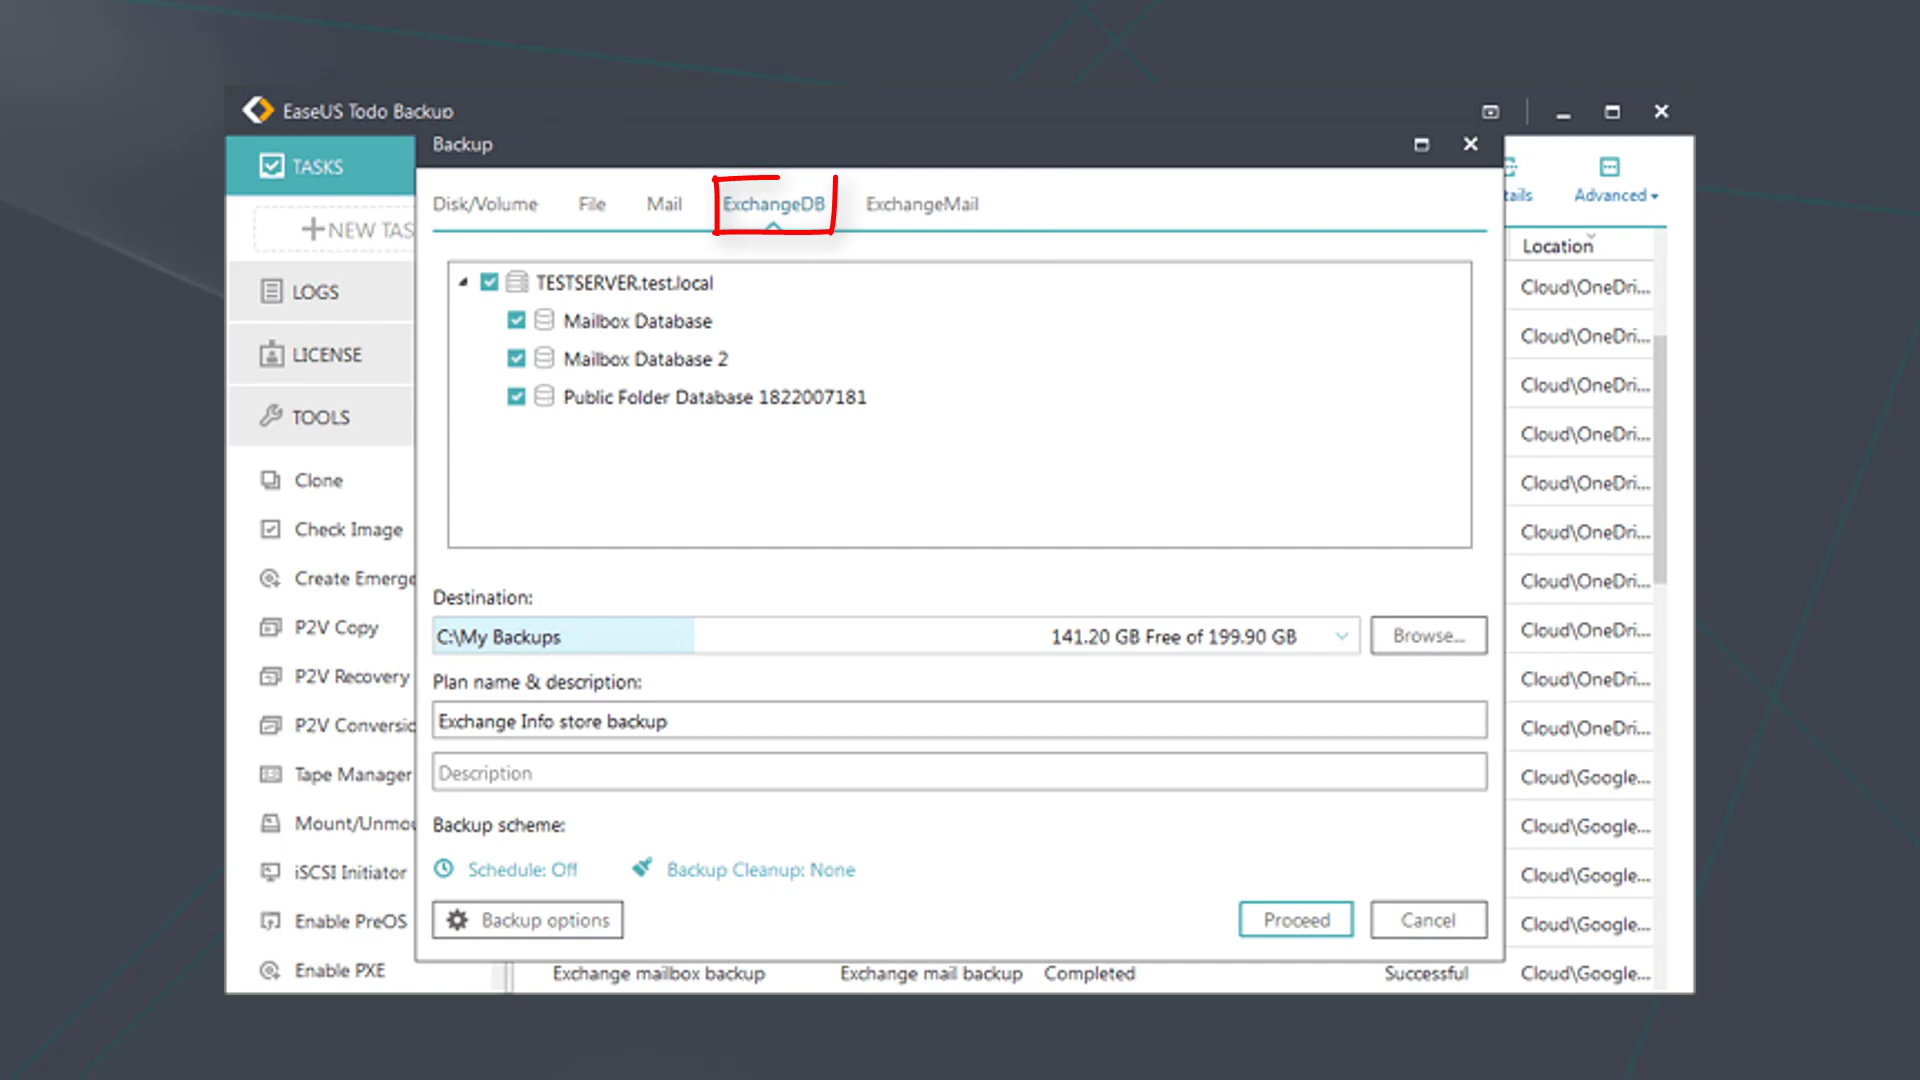 EaseUS Todo Backup
Backup
TASKS
NEW TAS
LOGS
LICENSE
TOOLS
Clone
Check Image
Create Emerge
P2V Copy
P2V Recovery
P2V Conversio
Tape Manager
Mount/Unmou
iSCSI Initiator
Enable PreOS
Enable PXE
Disk/Volume File Mail ExchangeDB ExchangeMail
TESTSERVER.test.local
Mailbox Database
Mailbox Database 2
Public Folder Database 1822007181
Destination:
C:\My Backups 141.20 GB Free of 199.90 GB Browse...
Plan name & description:
Exchange Info store backup
Description
Backup scheme:
Schedule: Off Backup Cleanup: None
Backup options Proceed Cancel
Exchange mailbox backup Exchange mail backup Completed Successful
tails Advanced
Location
Cloud\OneDri...
Cloud\OneDri...
Cloud\OneDri...
Cloud\OneDri...
Cloud\OneDri...
Cloud\OneDri...
Cloud\OneDri...
Cloud\OneDri...
Cloud\OneDri...
Cloud\OneDri...
Cloud\Google...
Cloud\Google...
Cloud\Google...
Cloud\Google...
Cloud\Google...